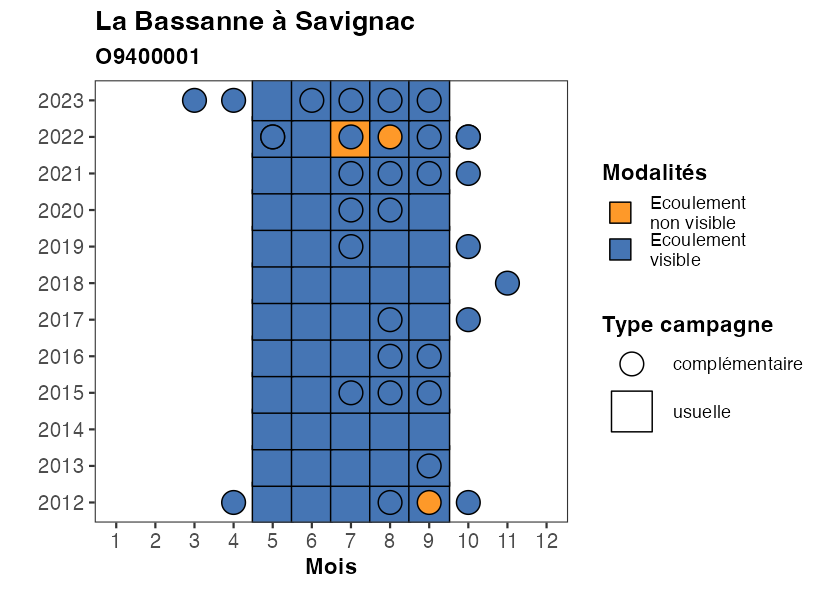 La Bassanne à Savignac
O9400001
2023
2022
2021
2020
2019
2018
2017
2016
2015
2014
2013
2012
1 2 3 4 5 6 7 8 9 10 11 12
Mois
Modalités
Ecoulement
non visible
Ecoulement
visible
Type campagne
complémentaire
usuelle